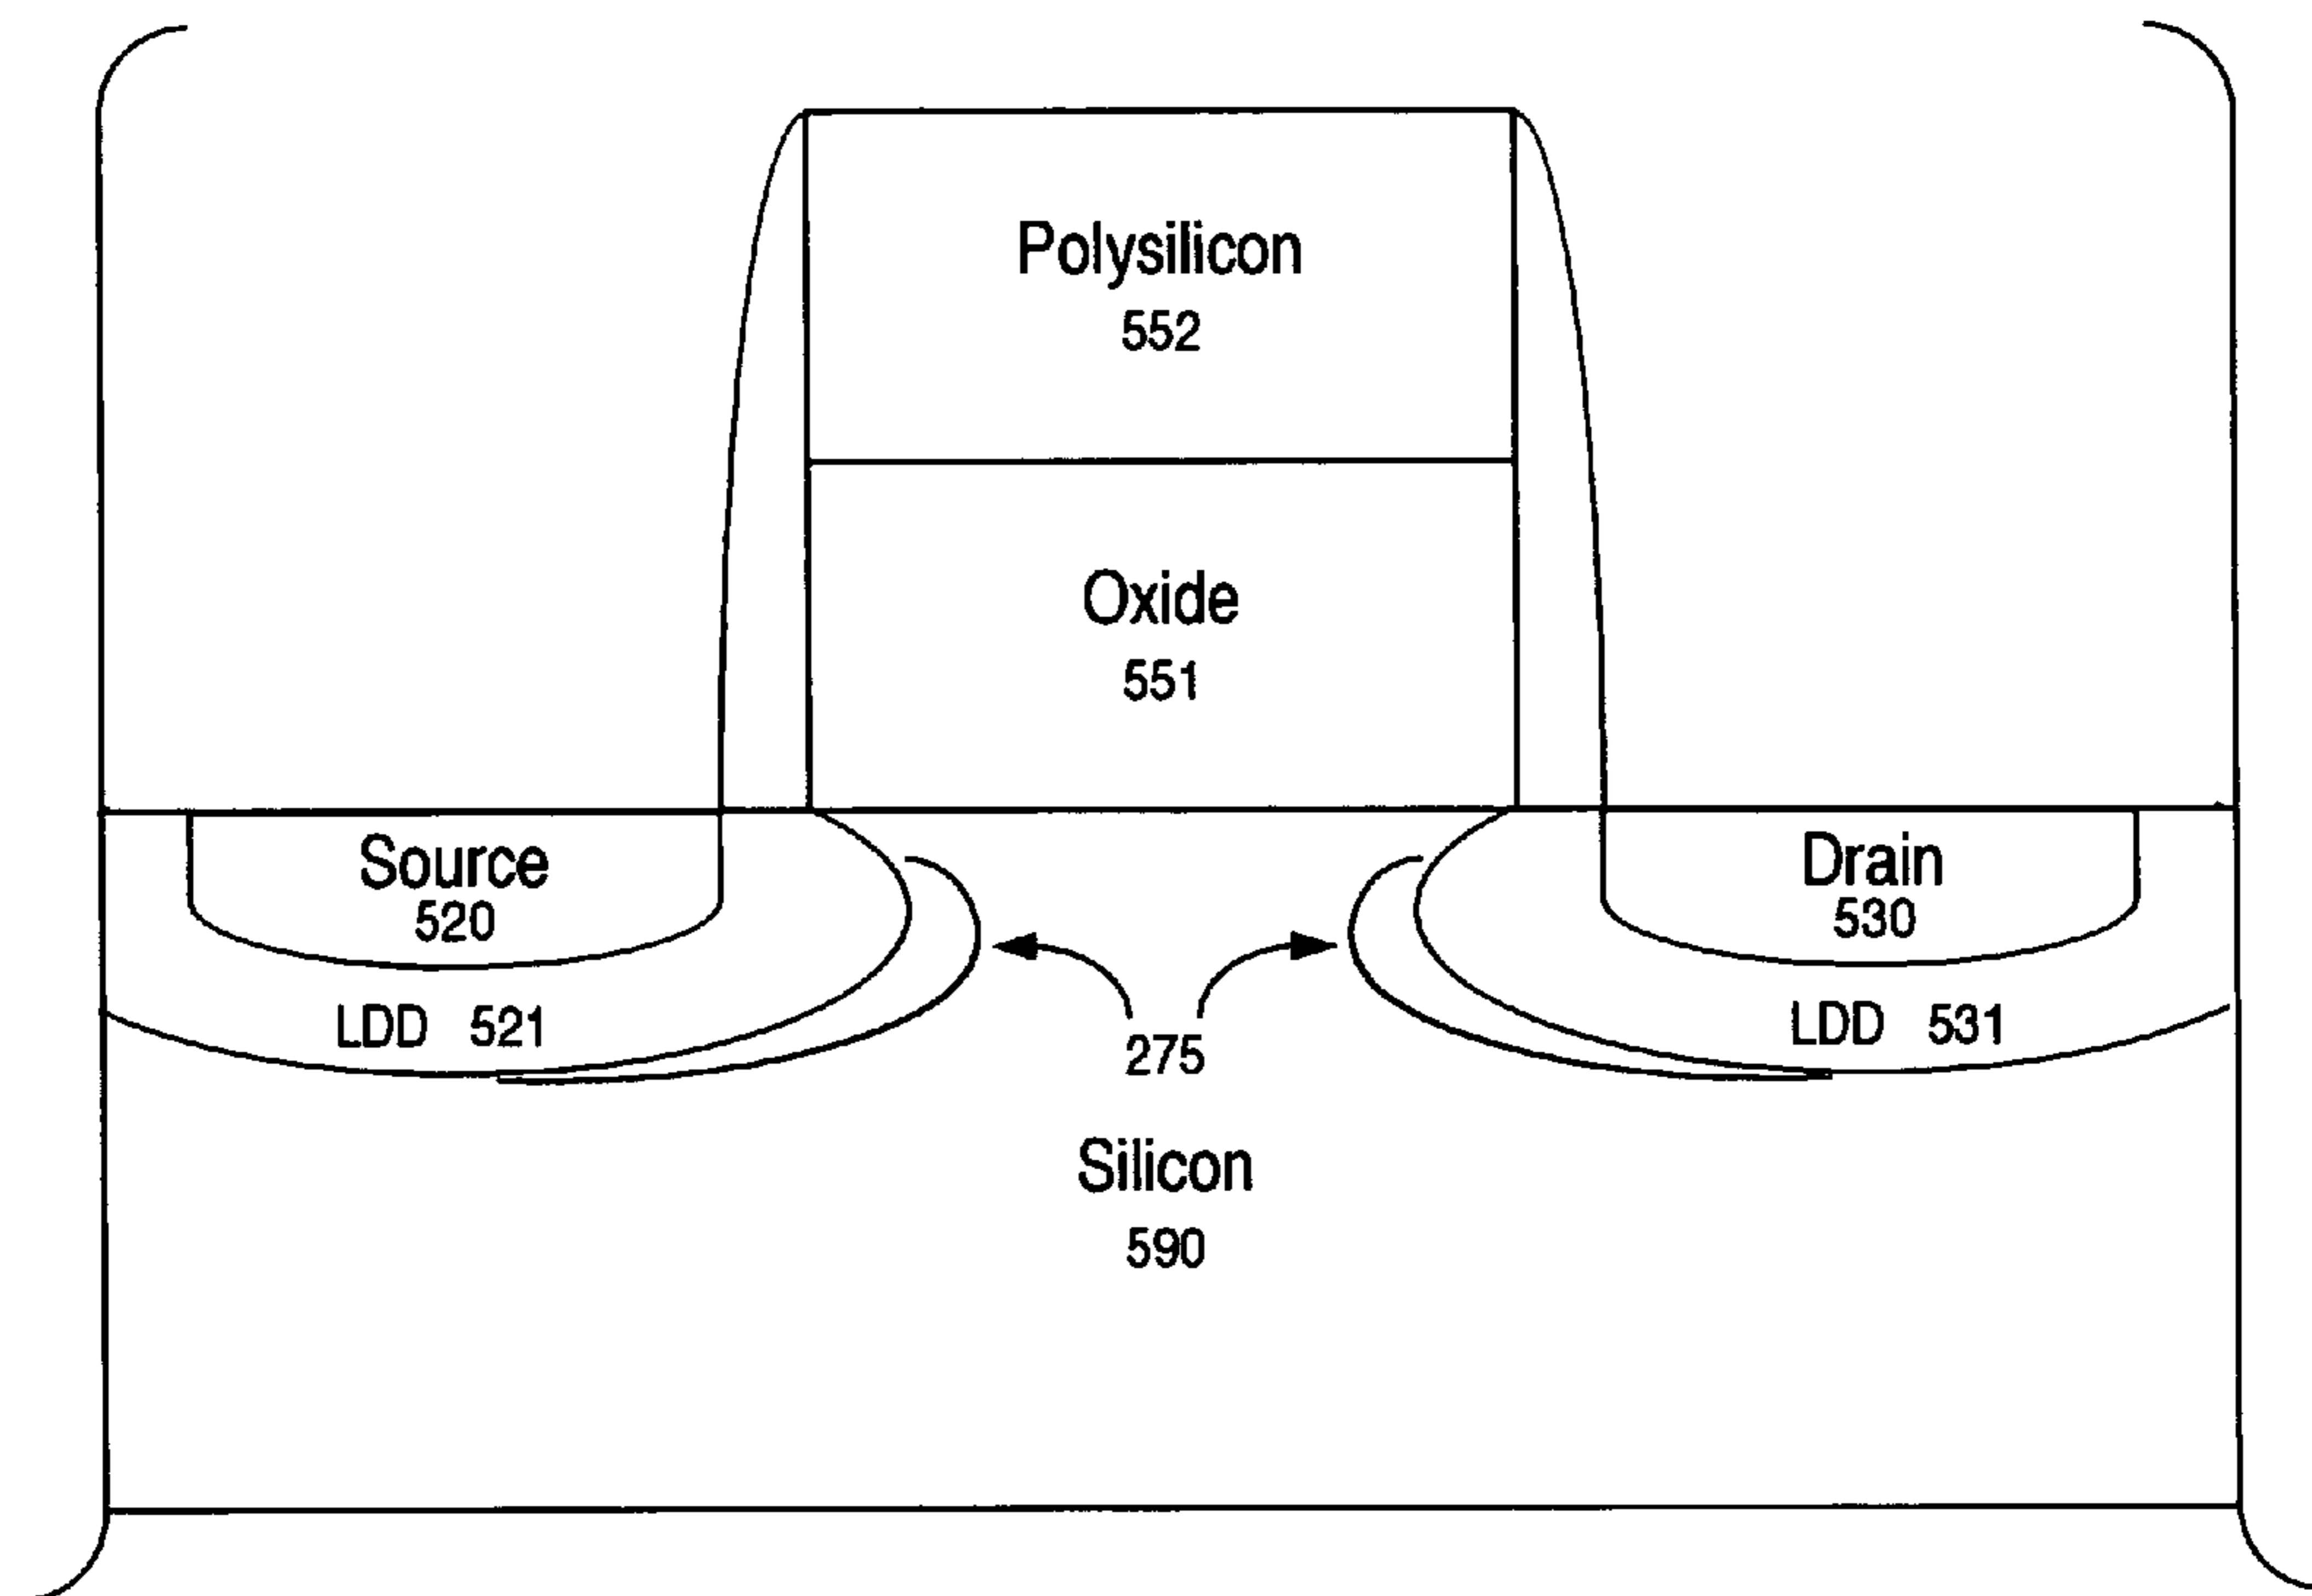 Polysilicon
552
Oxide
551
Source
520
Drain
530
LDD 521
275
LDD 531
Silicon
590